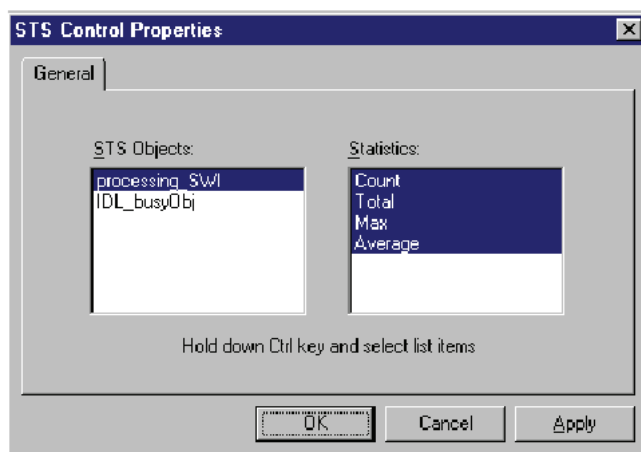 STS Control Properties
General
STS Objects:
processing_SWI
IDL_busyObj
Statistics:
Count
Total
Max
Average
Hold down Ctrl key and select list items
OK
Cancel
Apply